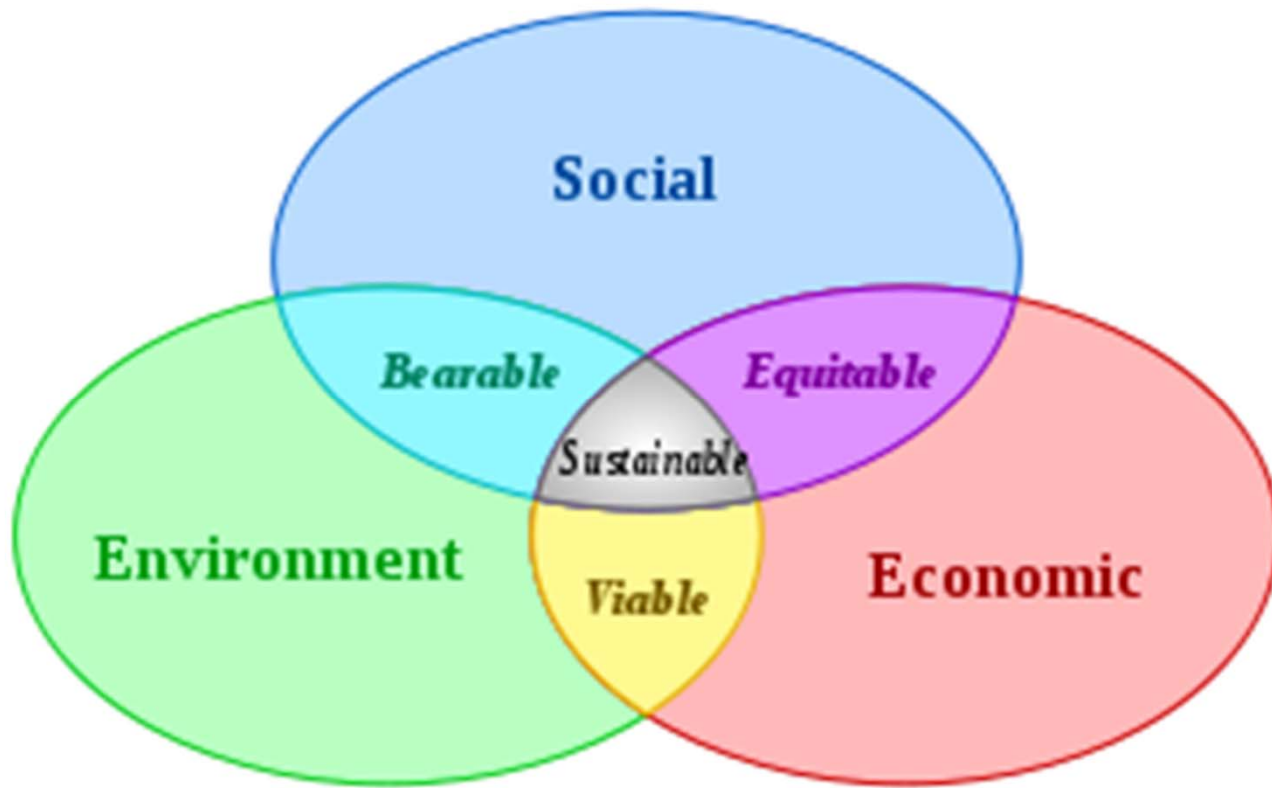 Social
Bearable
Equitable
Sustainable
Environment
Economic
Viable